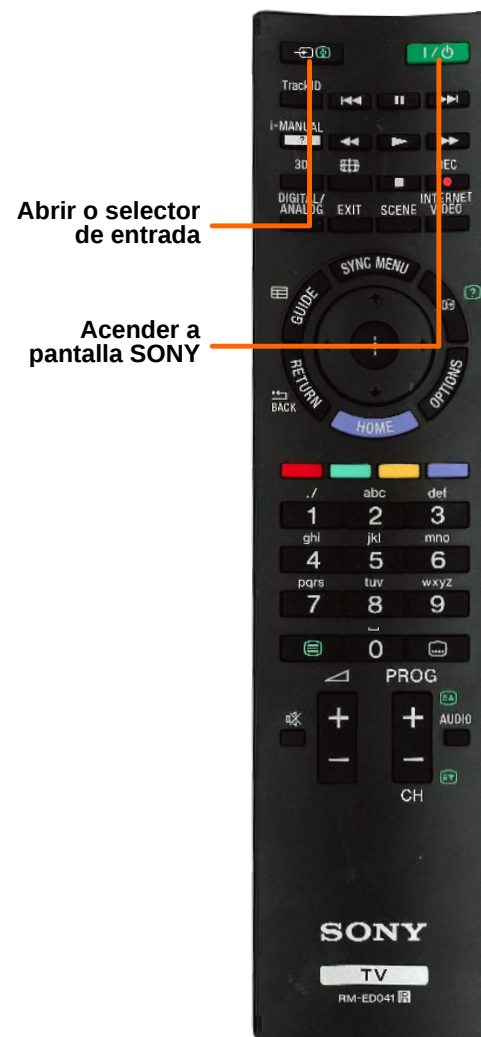 I/⏻
TrackID
i-MANUAL
?
3D
REC
DIGITAL/
ANALOG
EXIT
SCENE
INTERNET
VIDEO
Abrir o selector
de entrada
SYNC MENU
GUIDE
?
Acender a
pantalla SONY
RETURN
OPTIONS
BACK
HOME
./ abc def
1 2 3
ghi jkl mno
4 5 6
pqrs tuv wxyz
7 8 9
0
PROG
+ +
AUDIO
− −
CH
SONY
TV
RM-ED041 R